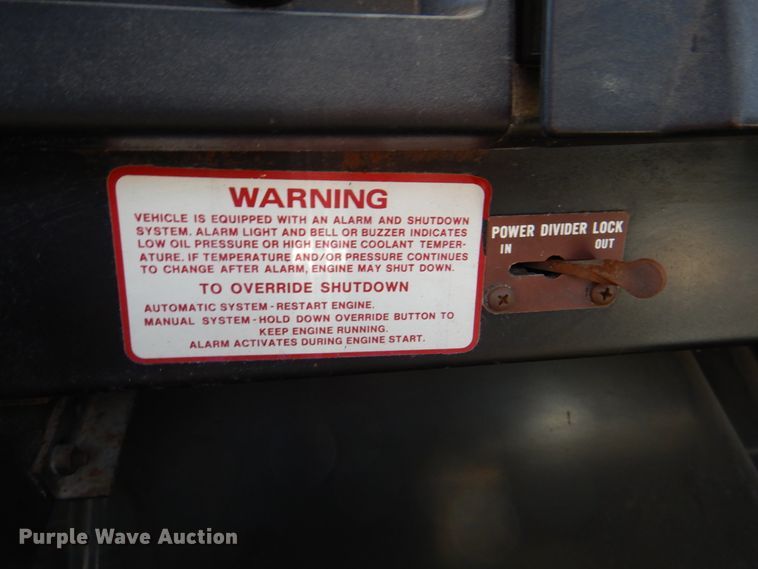 WARNING
VEHICLE IS EQUIPPED WITH AN ALARM AND SHUTDOWN
SYSTEM. ALARM LIGHT AND BELL OR BUZZER INDICATES
LOW OIL PRESSURE OR HIGH ENGINE COOLANT TEMPER-
ATURE. IF TEMPERATURE AND/OR PRESSURE CONTINUES
TO CHANGE AFTER ALARM, ENGINE MAY SHUT DOWN.
TO OVERRIDE SHUTDOWN
AUTOMATIC SYSTEM-RESTART ENGINE.
MANUAL SYSTEM-HOLD DOWN OVERRIDE BUTTON TO
KEEP ENGINE RUNNING.
ALARM ACTIVATES DURING ENGINE START.
POWER DIVIDER LOCK
IN OUT
Purple Wave Auction